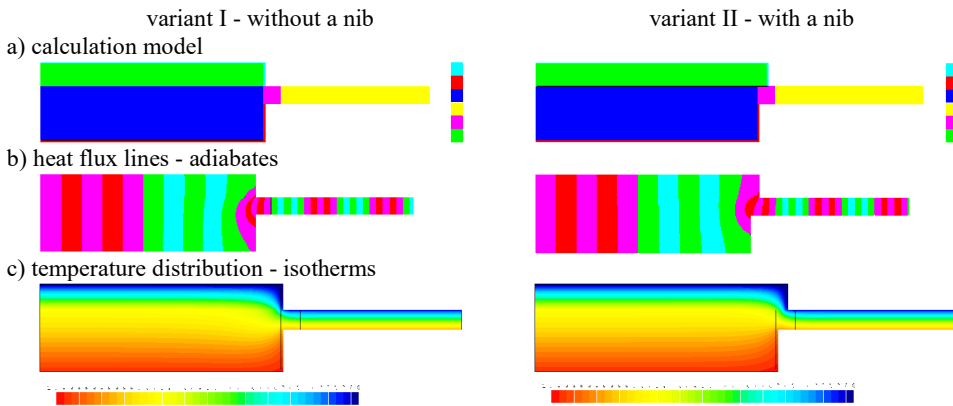 variant I - without a nib
variant II - with a nib
a) calculation model
b) heat flux lines - adiabates
c) temperature distribution - isotherms